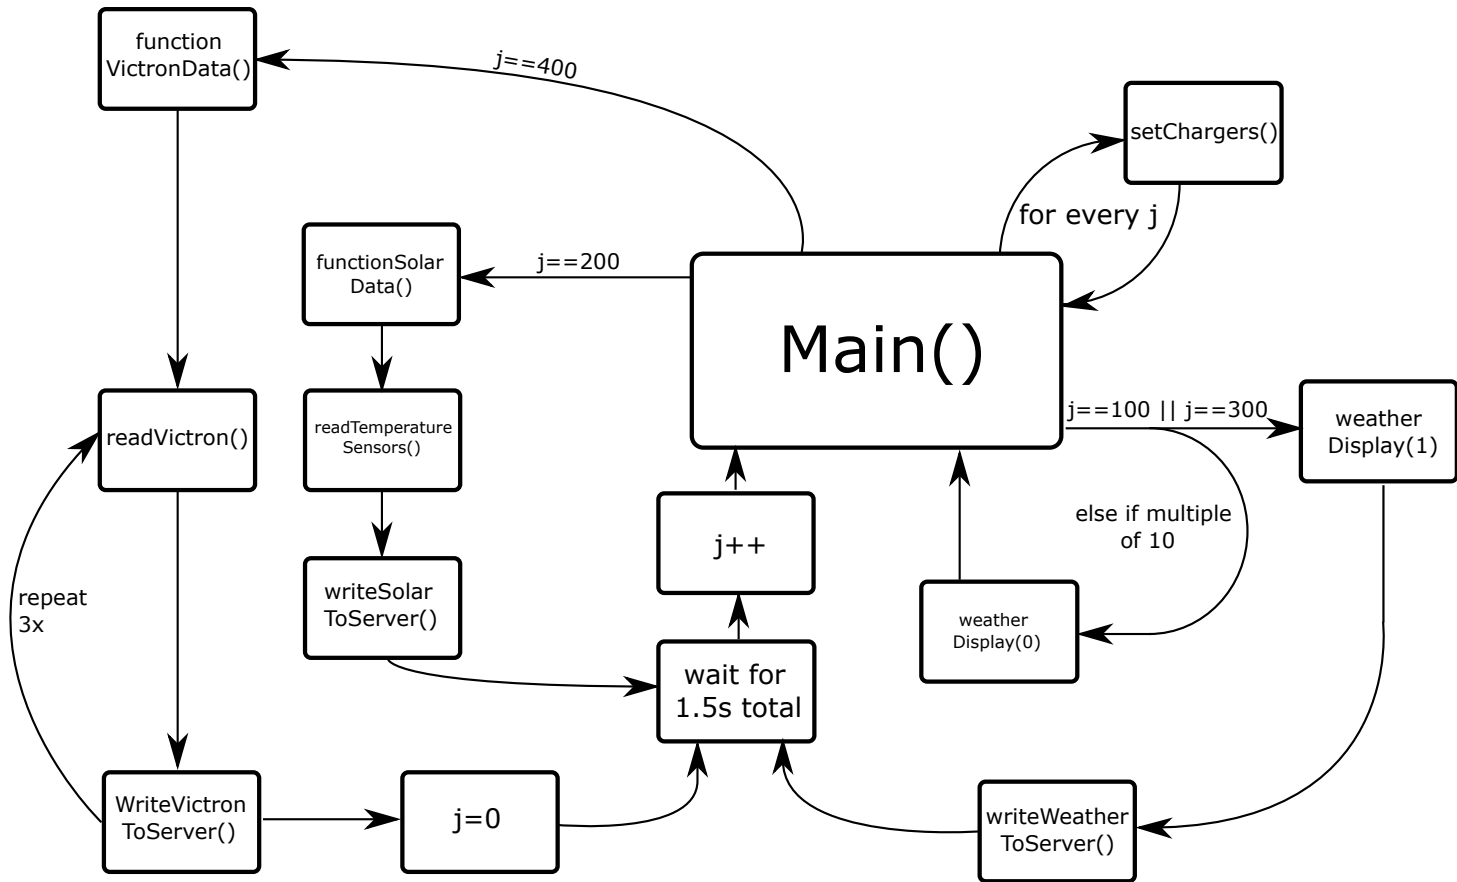 function
VictronData()
j==400
setChargers()
for every j
functionSolar
Data()
j==200
Main()
readVictron()
readTemperature
Sensors()
j==100 || j==300
weather
Display(1)
j++
else if multiple
of 10
repeat
3x
writeSolar
ToServer()
weather
Display(0)
wait for
1.5s total
WriteVictron
ToServer()
j=0
writeWeather
ToServer()